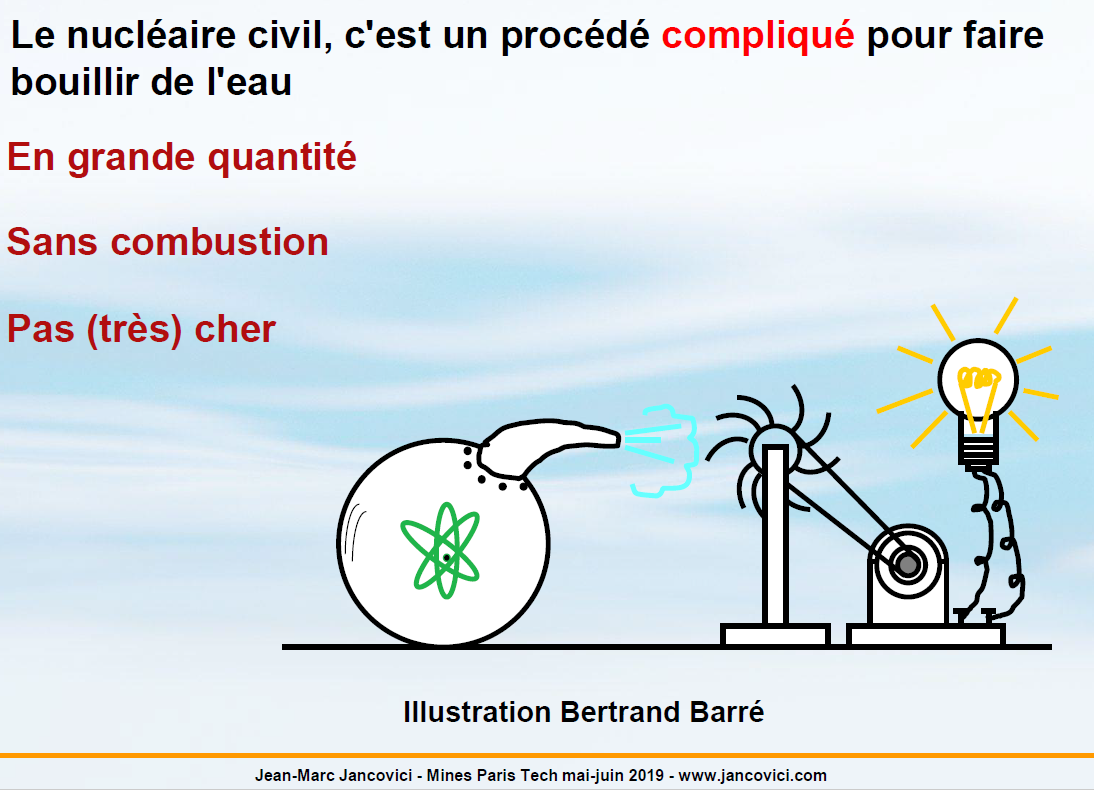 Le nucléaire civil, c'est un procédé compliqué pour faire
bouillir de l'eau
En grande quantité
Sans combustion
Pas (très) cher
Illustration Bertrand Barré
Jean-Marc Jancovici - Mines Paris Tech mai-juin 2019 - www.jancovici.com